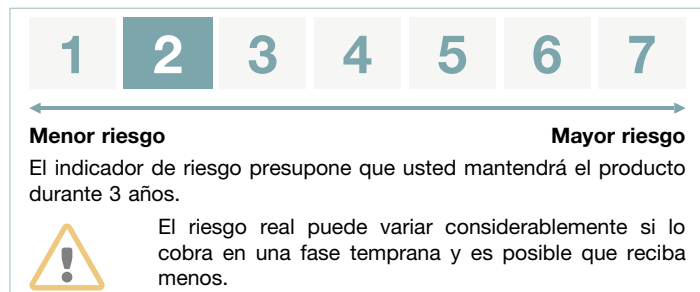 1 2 3 4 5 6 7
Menor riesgo Mayor riesgo
El indicador de riesgo presupone que usted mantendrá el producto
durante 3 años.
El riesgo real puede variar considerablemente si lo
cobra en una fase temprana y es posible que reciba
menos.